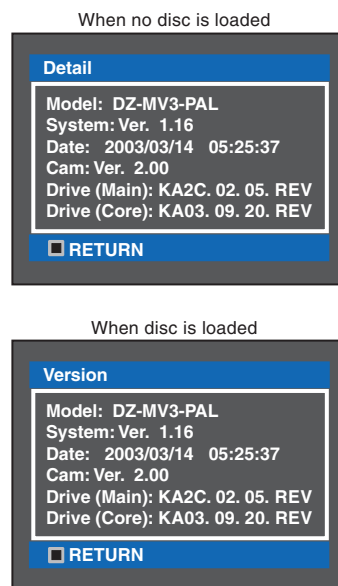 When no disc is loaded
Detail
Model: DZ-MV3-PAL
System: Ver. 1.16
Date: 2003/03/14 05:25:37
Cam: Ver. 2.00
Drive (Main): KA2C. 02. 05. REV
Drive (Core): KA03. 09. 20. REV
RETURN
When disc is loaded
Version
Model: DZ-MV3-PAL
System: Ver. 1.16
Date: 2003/03/14 05:25:37
Cam: Ver. 2.00
Drive (Main): KA2C. 02. 05. REV
Drive (Core): KA03. 09. 20. REV
RETURN